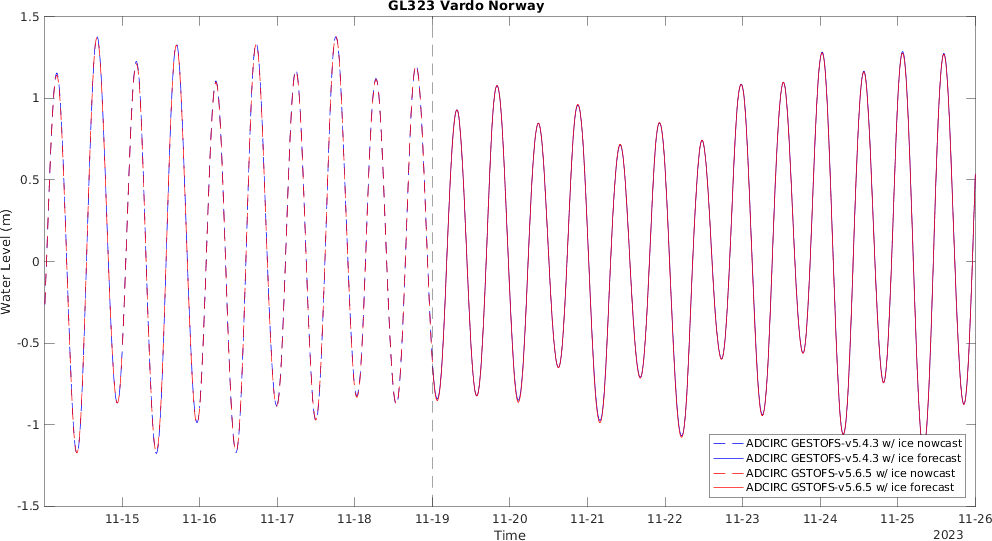 GL323 Vardo Norway
1.5
1
0.5
0
-0.5
-1
-1.5
Water Level (m)
ADCIRC GESTOFS-v5.4.3 w/ ice nowcast
ADCIRC GESTOFS-v5.4.3 w/ ice forecast
ADCIRC GSTOFS-v5.6.5 w/ ice nowcast
ADCIRC GSTOFS-v5.6.5 w/ ice forecast
11-15 11-16 11-17 11-18 11-19 11-20 11-21 11-22 11-23 11-24 11-25 11-26
Time
2023